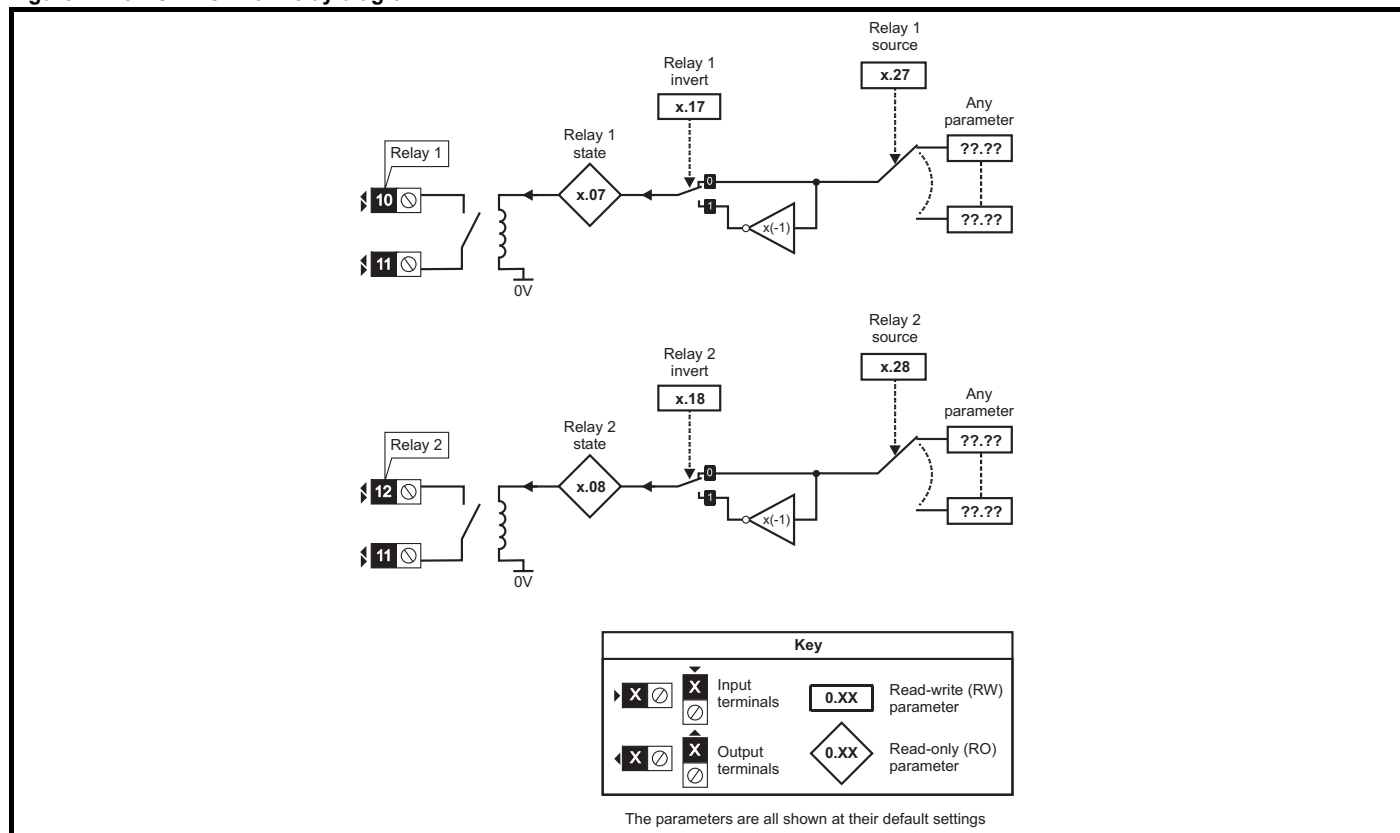 Relay 1
source
x.27
Relay 1
invert
x.17
Any
parameter
??.??
??.??
Relay 1
state
x.07
Relay 1
10
11
0
1
x(-1)
0V
Relay 2
source
x.28
Relay 2
invert
x.18
Any
parameter
??.??
??.??
Relay 2
state
x.08
Relay 2
12
11
0
1
x(-1)
0V
Key
X
X
Input
terminals
0.XX
Read-write (RW)
parameter
X
X
Output
terminals
0.XX
Read-only (RO)
parameter
The parameters are all shown at their default settings